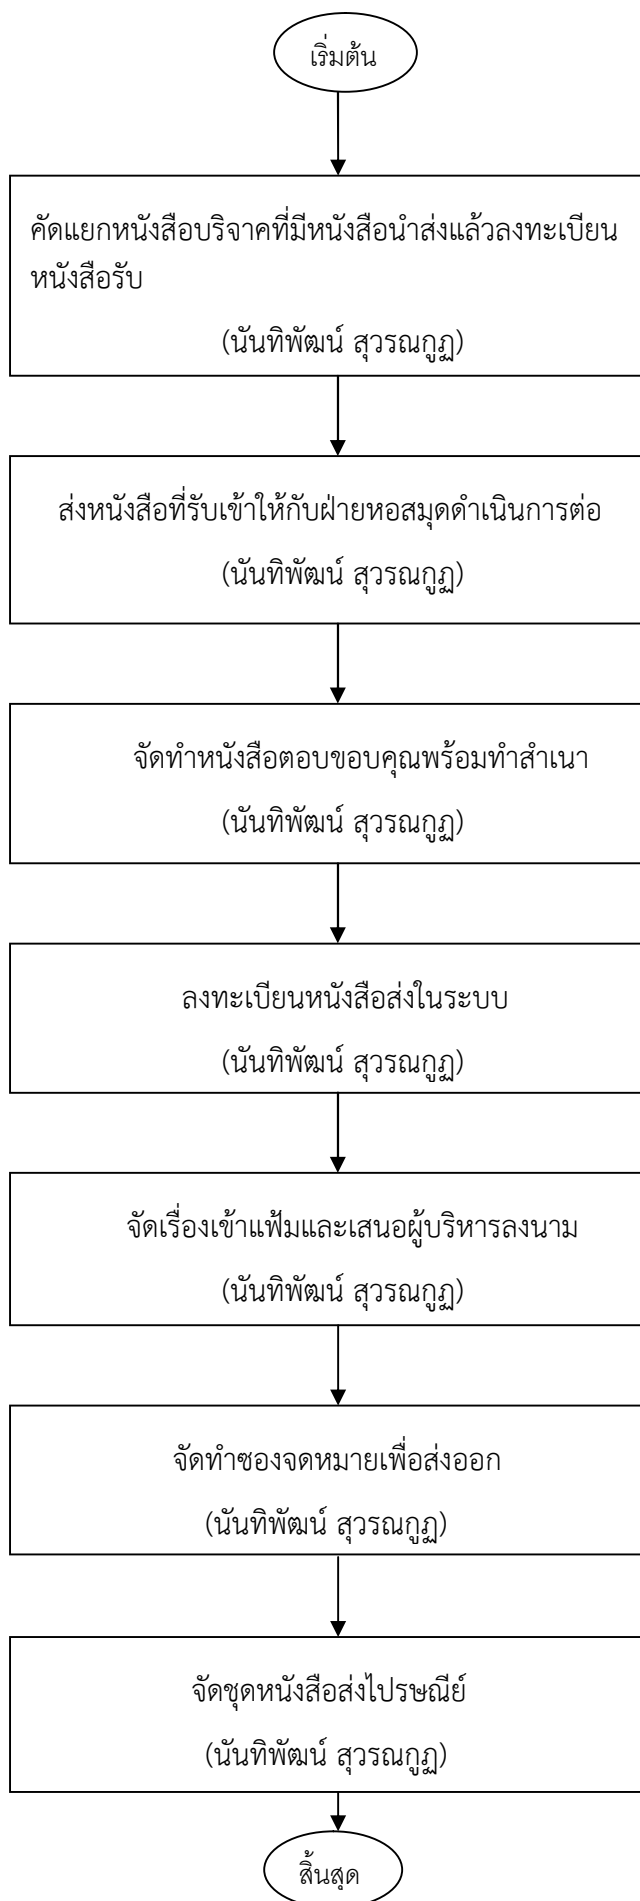 เริ่มต้น
คัดแยกหนังสือบริจาคที่มีหนังสือนำส่งแล้วลงทะเบียน
หนังสือรับ
(นันทิพัฒน์ สุวรณกูฏ)
ส่งหนังสือที่รับเข้าให้กับฝ่ายหอสมุดดำเนินการต่อ
(นันทิพัฒน์ สุวรณกูฏ)
จัดทำหนังสือตอบขอบคุณพร้อมทำสำเนา
(นันทิพัฒน์ สุวรณกูฏ)
ลงทะเบียนหนังสือส่งในระบบ
(นันทิพัฒน์ สุวรณกูฏ)
จัดเรื่องเข้าแฟ้มและเสนอผู้บริหารลงนาม
(นันทิพัฒน์ สุวรณกูฏ)
จัดทำซองจดหมายเพื่อส่งออก
(นันทิพัฒน์ สุวรณกูฏ)
จัดชุดหนังสือส่งไปรษณีย์
(นันทิพัฒน์ สุวรณกูฏ)
สิ้นสุด